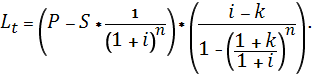 L_t = (P − S * 1/(1 + i)^n) * ((i − k)/(1 − ((1 + k)/(1 + i))^n)).